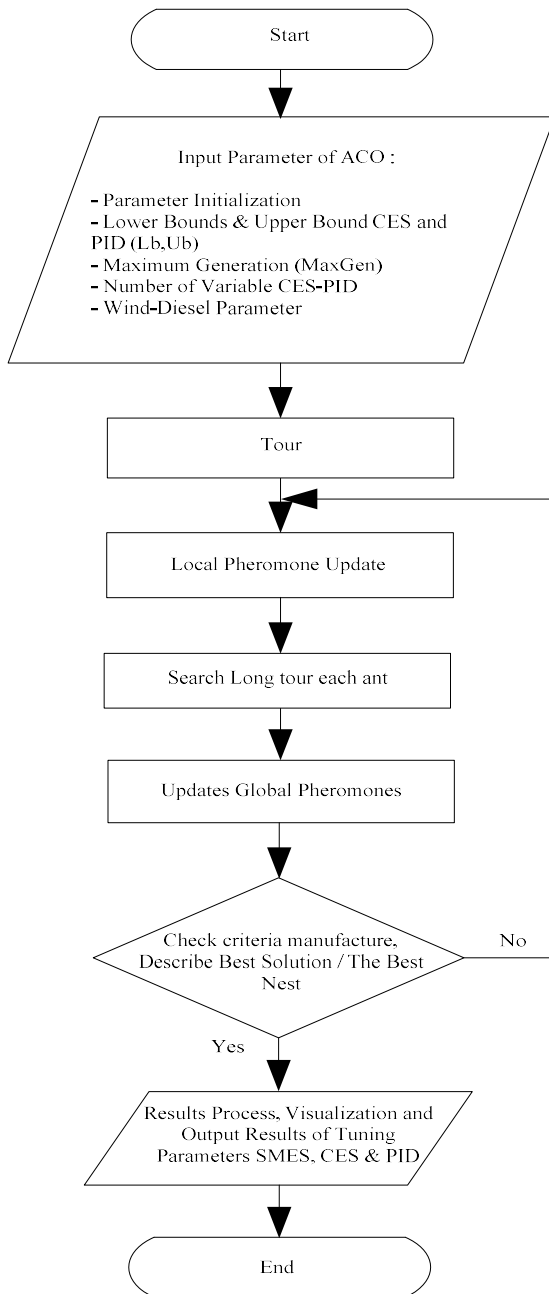 Start
Input Parameter of ACO :
- Parameter Initialization
- Lower Bounds & Upper Bound CES and
PID (Lb,Ub)
- Maximum Generation (MaxGen)
- Number of Variable CES-PID
- Wind-Diesel Parameter
Tour
Local Pheromone Update
Search Long tour each ant
Updates Global Pheromones
Check criteria manufacture,
Describe Best Solution / The Best
Nest
No
Yes
Results Process, Visualization and
Output Results of Tuning
Parameters SMES, CES & PID
End